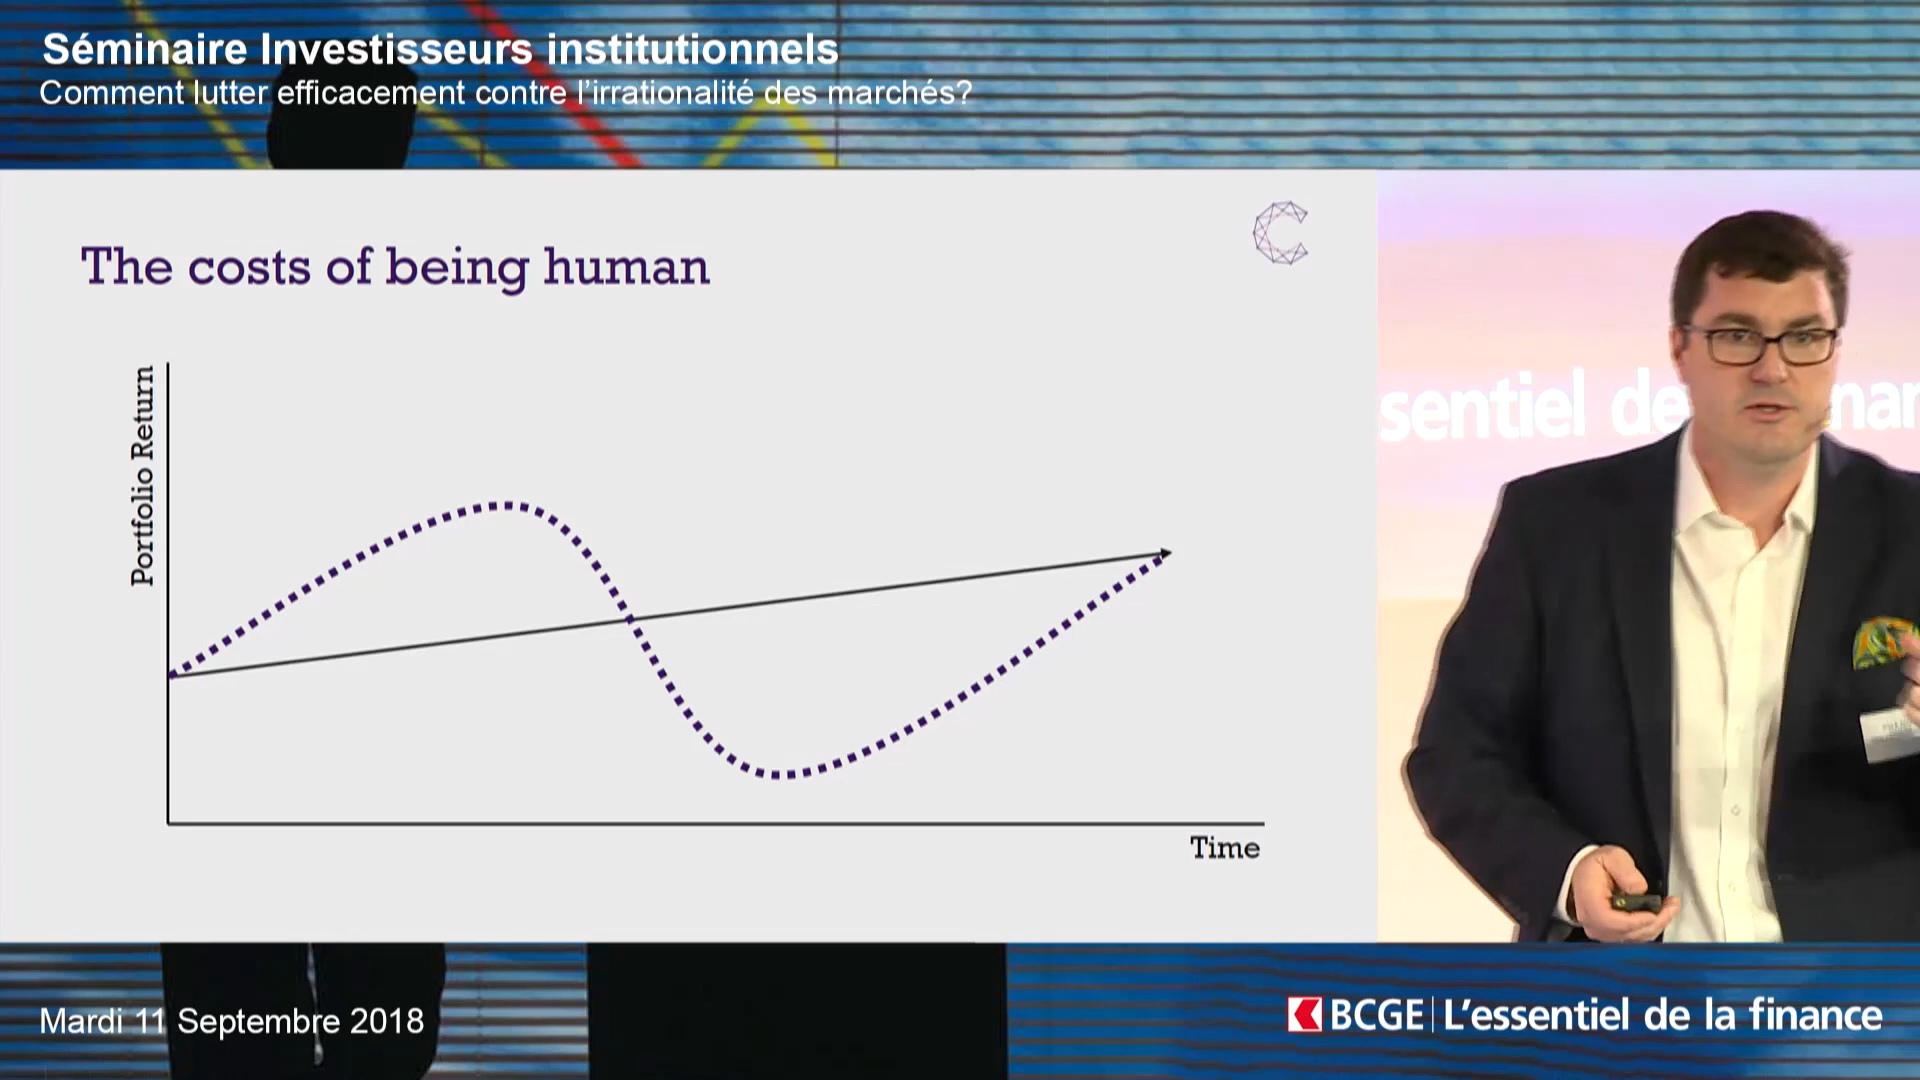 Séminaire Investisseurs institutionnels
Comment lutter efficacement contre l'irrationalité des marchés?
The costs of being human
Portfolio Return
Time
sentiel de
nan
Mardi 11 Septembre 2018
BCGE | L'essentiel de la finance